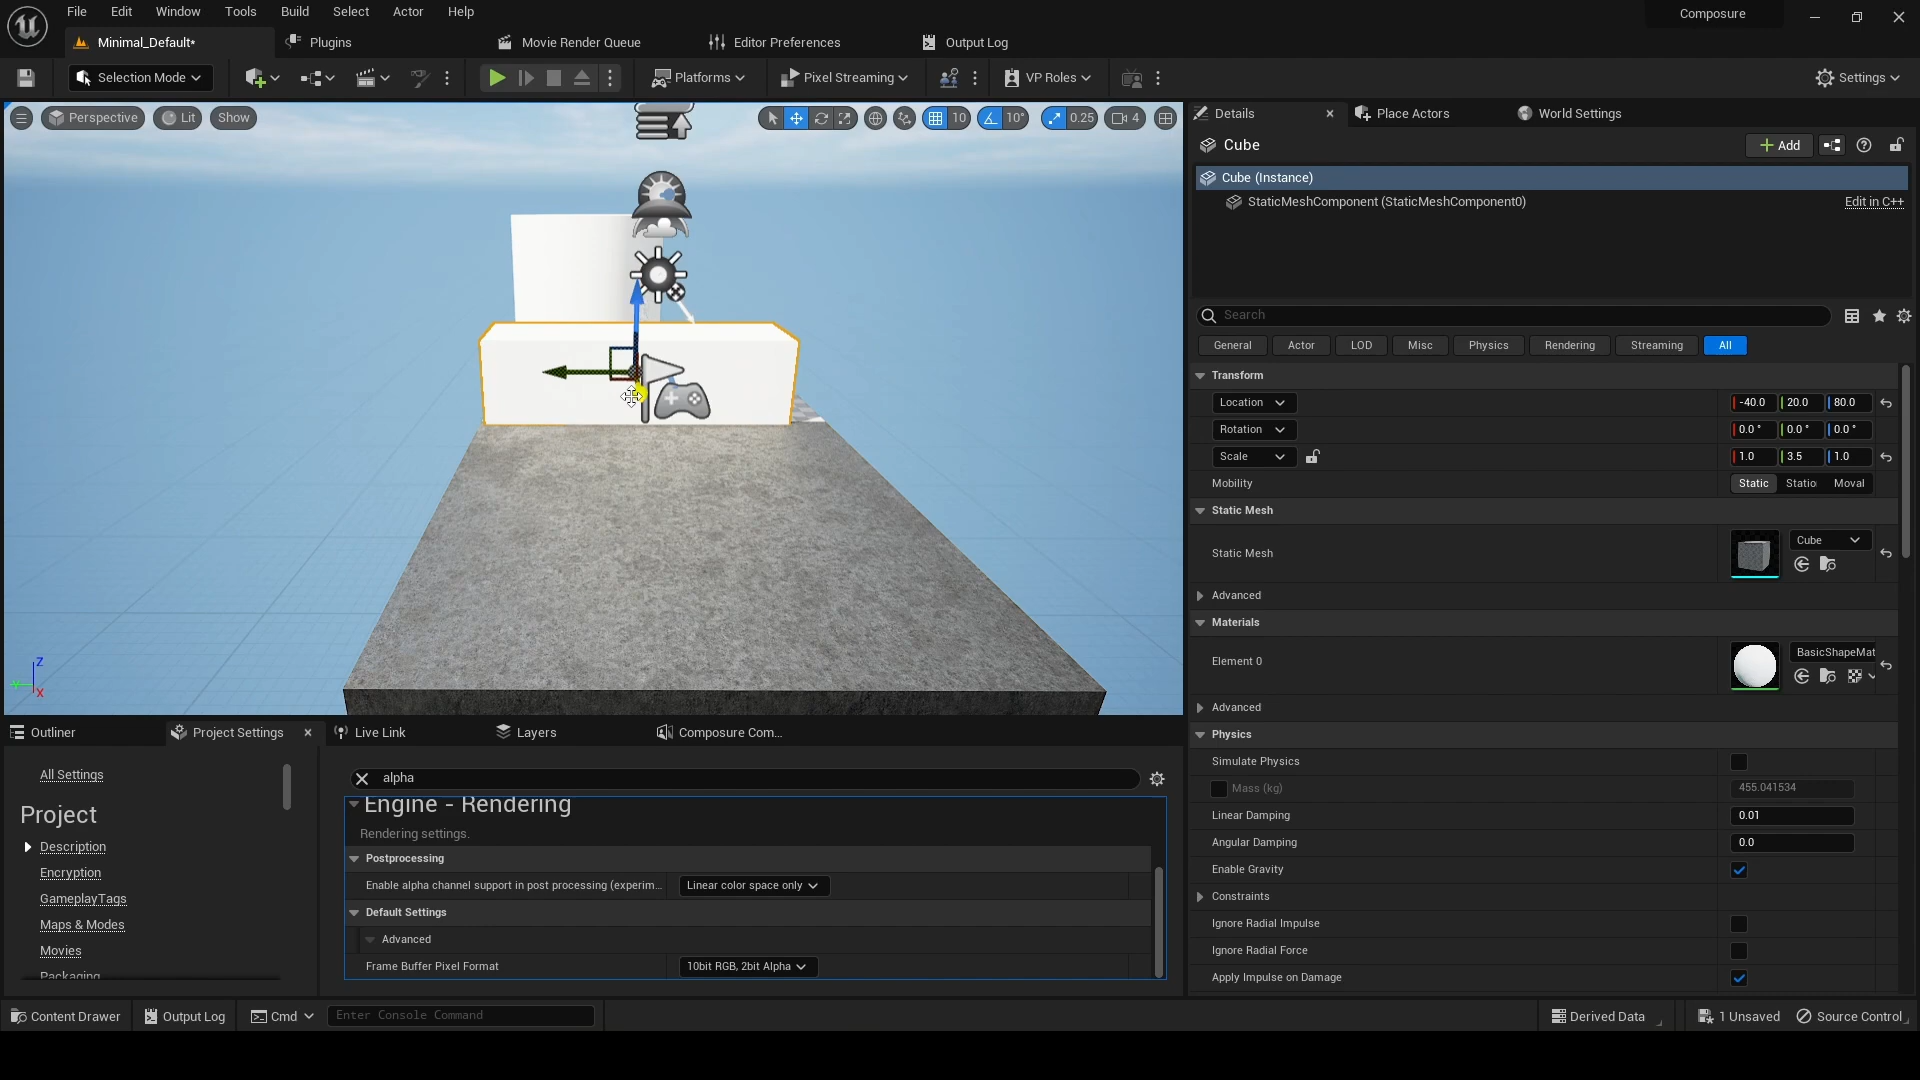 File Edit Window Tools Build Select Actor Help
Composure
Minimal_Default* Plugins Movie Render Queue Editor Preferences Output Log
Selection Mode Platforms Pixel Streaming VP Roles Settings
Perspective Lit Show 10 10° 0.25 4
Details Place Actors World Settings
Cube Add
Cube (Instance)
StaticMeshComponent (StaticMeshComponent0) Edit in C++
Search
General Actor LOD Misc Physics Rendering Streaming All
Transform
Location -40.0 20.0 80.0
Rotation 0.0 ° 0.0 ° 0.0 °
Scale 1.0 3.5 1.0
Mobility Static Statio Moval
Static Mesh
Static Mesh Cube
Advanced
Materials
Element 0 BasicShapeMat
Advanced
Physics
Simulate Physics
Mass (kg) 455.041534
Linear Damping 0.01
Angular Damping 0.0
Enable Gravity
Constraints
Ignore Radial Impulse
Ignore Radial Force
Apply Impulse on Damage
Z
Y
X
Outliner Project Settings Live Link Layers Composure Com...
All Settings
Project
Description
Encryption
GameplayTags
Maps & Modes
Movies
Packaging
alpha
Engine - Rendering
Rendering settings.
Postprocessing
Enable alpha channel support in post processing (experim... Linear color space only
Default Settings
Advanced
Frame Buffer Pixel Format 10bit RGB, 2bit Alpha
Content Drawer Output Log Cmd Enter Console Command Derived Data 1 Unsaved Source Control